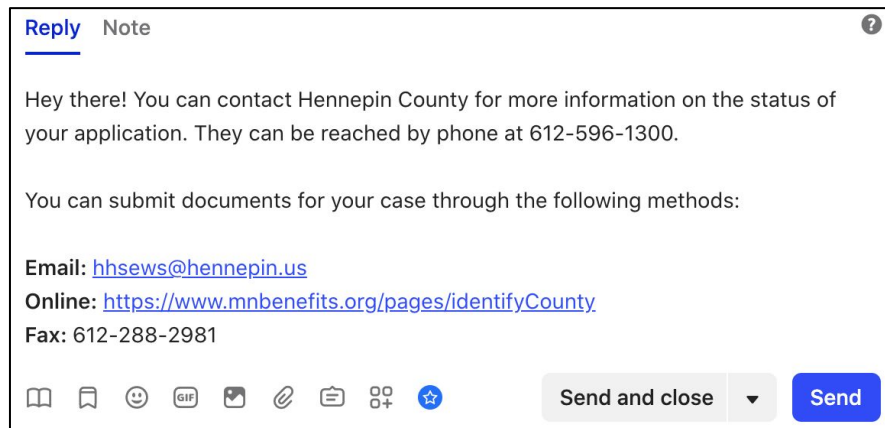 Reply Note
Hey there! You can contact Hennepin County for more information on the status of
your application. They can be reached by phone at 612-596-1300.
You can submit documents for your case through the following methods:
Email: hhsews@hennepin.us
Online: https://www.mnbenefits.org/pages/identifyCounty
Fax: 612-288-2981
GIF Send and close Send